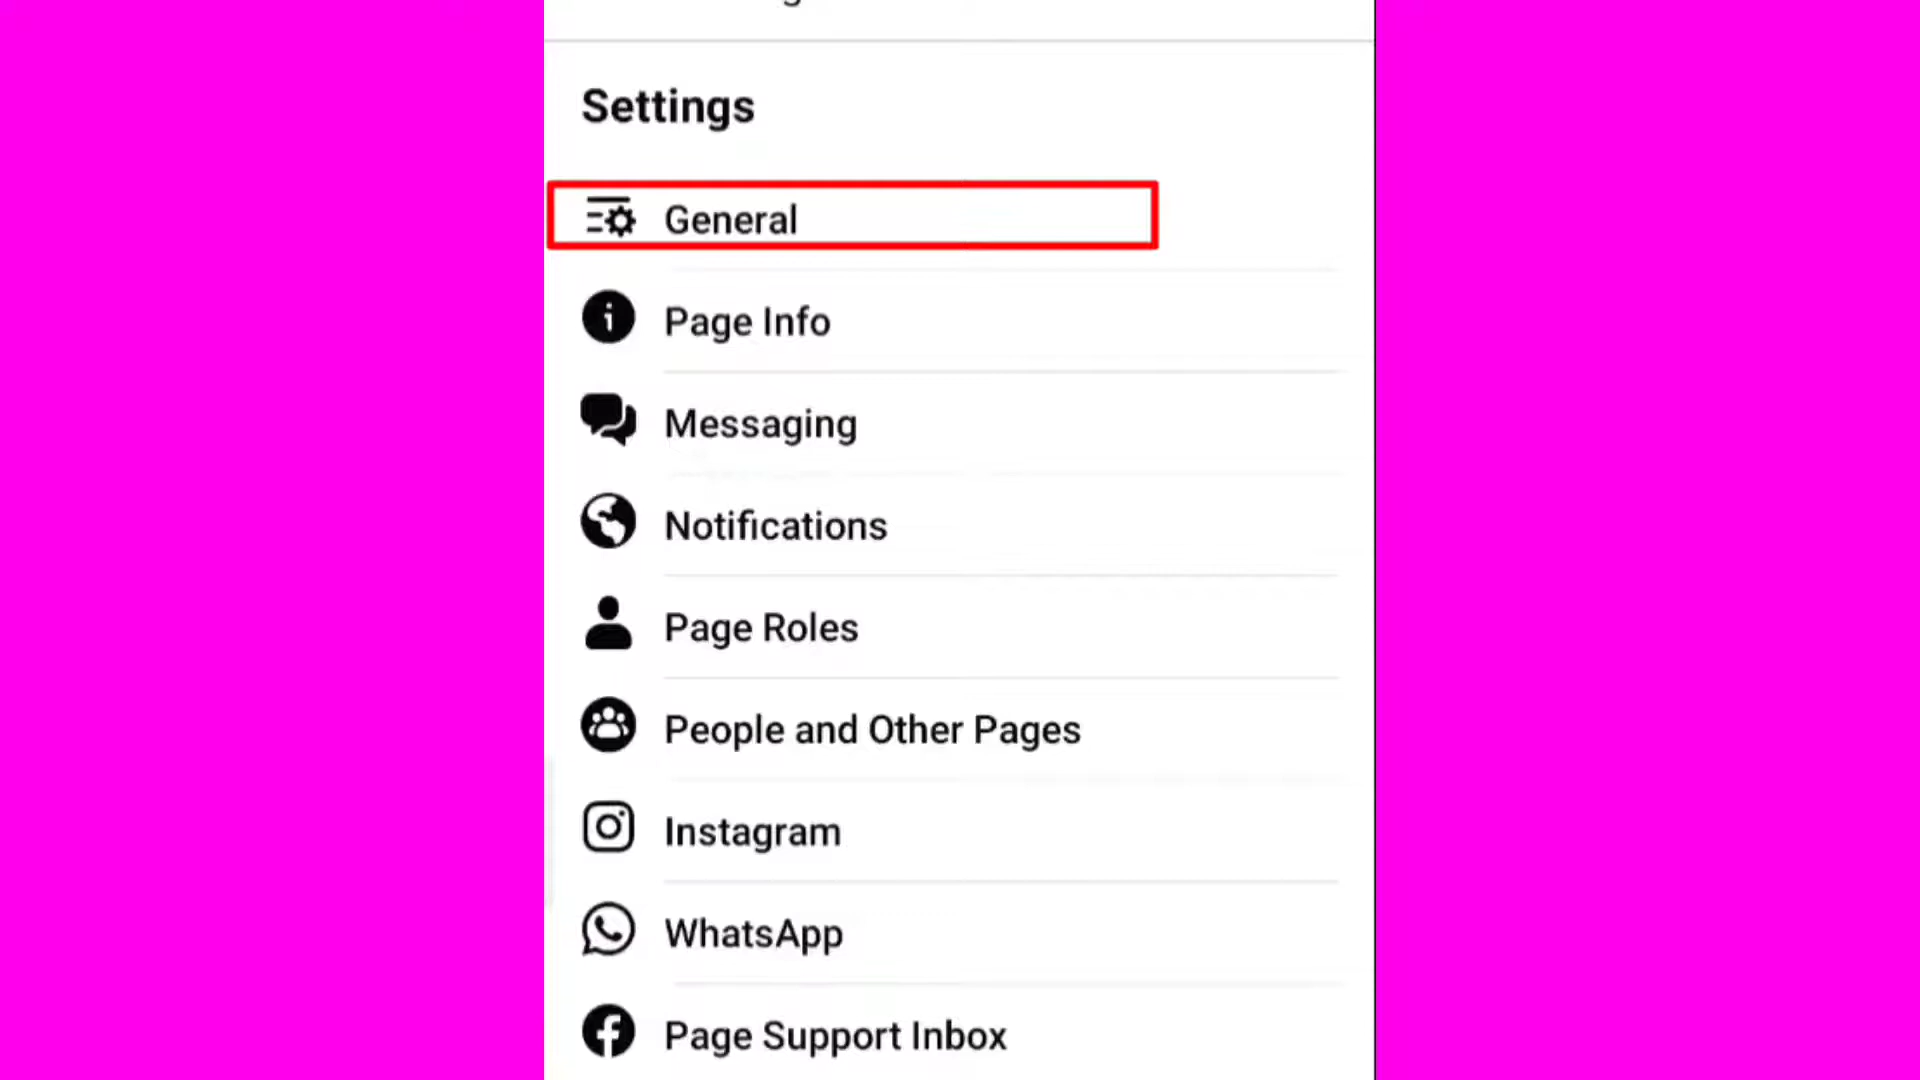 Settings
General
Page Info
Messaging
Notifications
Page Roles
People and Other Pages
Instagram
WhatsApp
Page Support Inbox